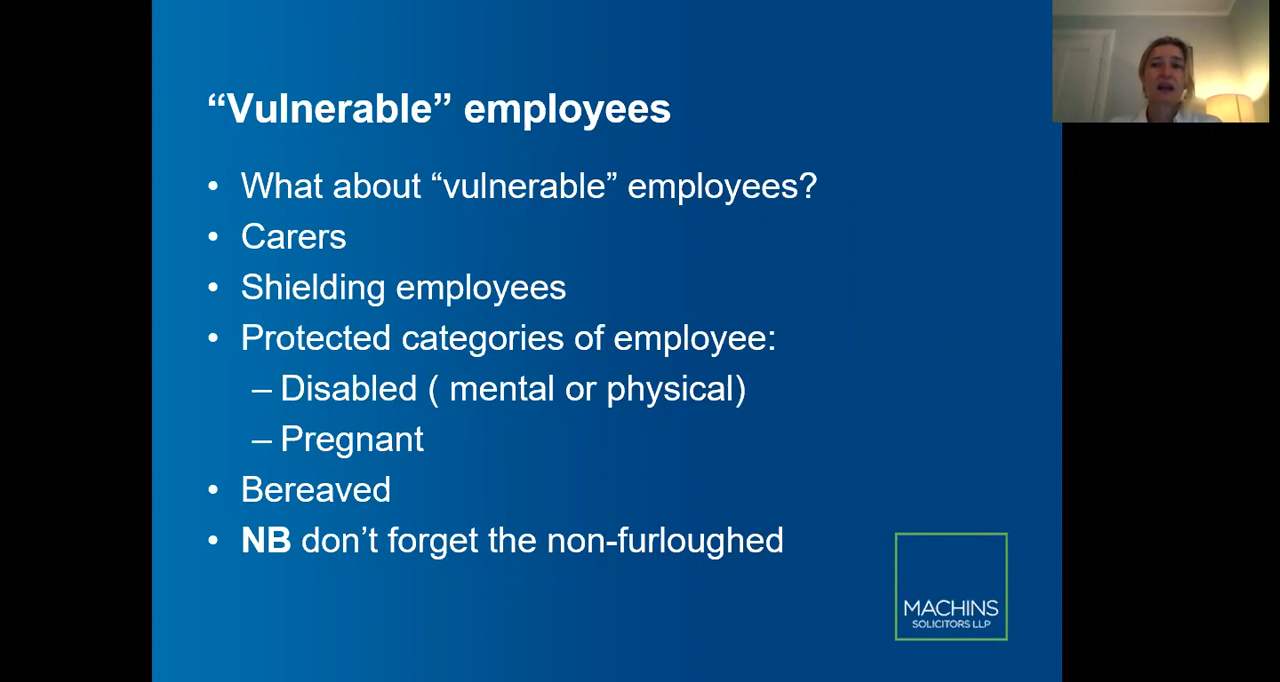 “Vulnerable” employees
• What about “vulnerable” employees?
• Carers
• Shielding employees
• Protected categories of employee:
– Disabled ( mental or physical)
– Pregnant
• Bereaved
• NB don’t forget the non-furloughed
MACHINS
SOLICITORS LLP